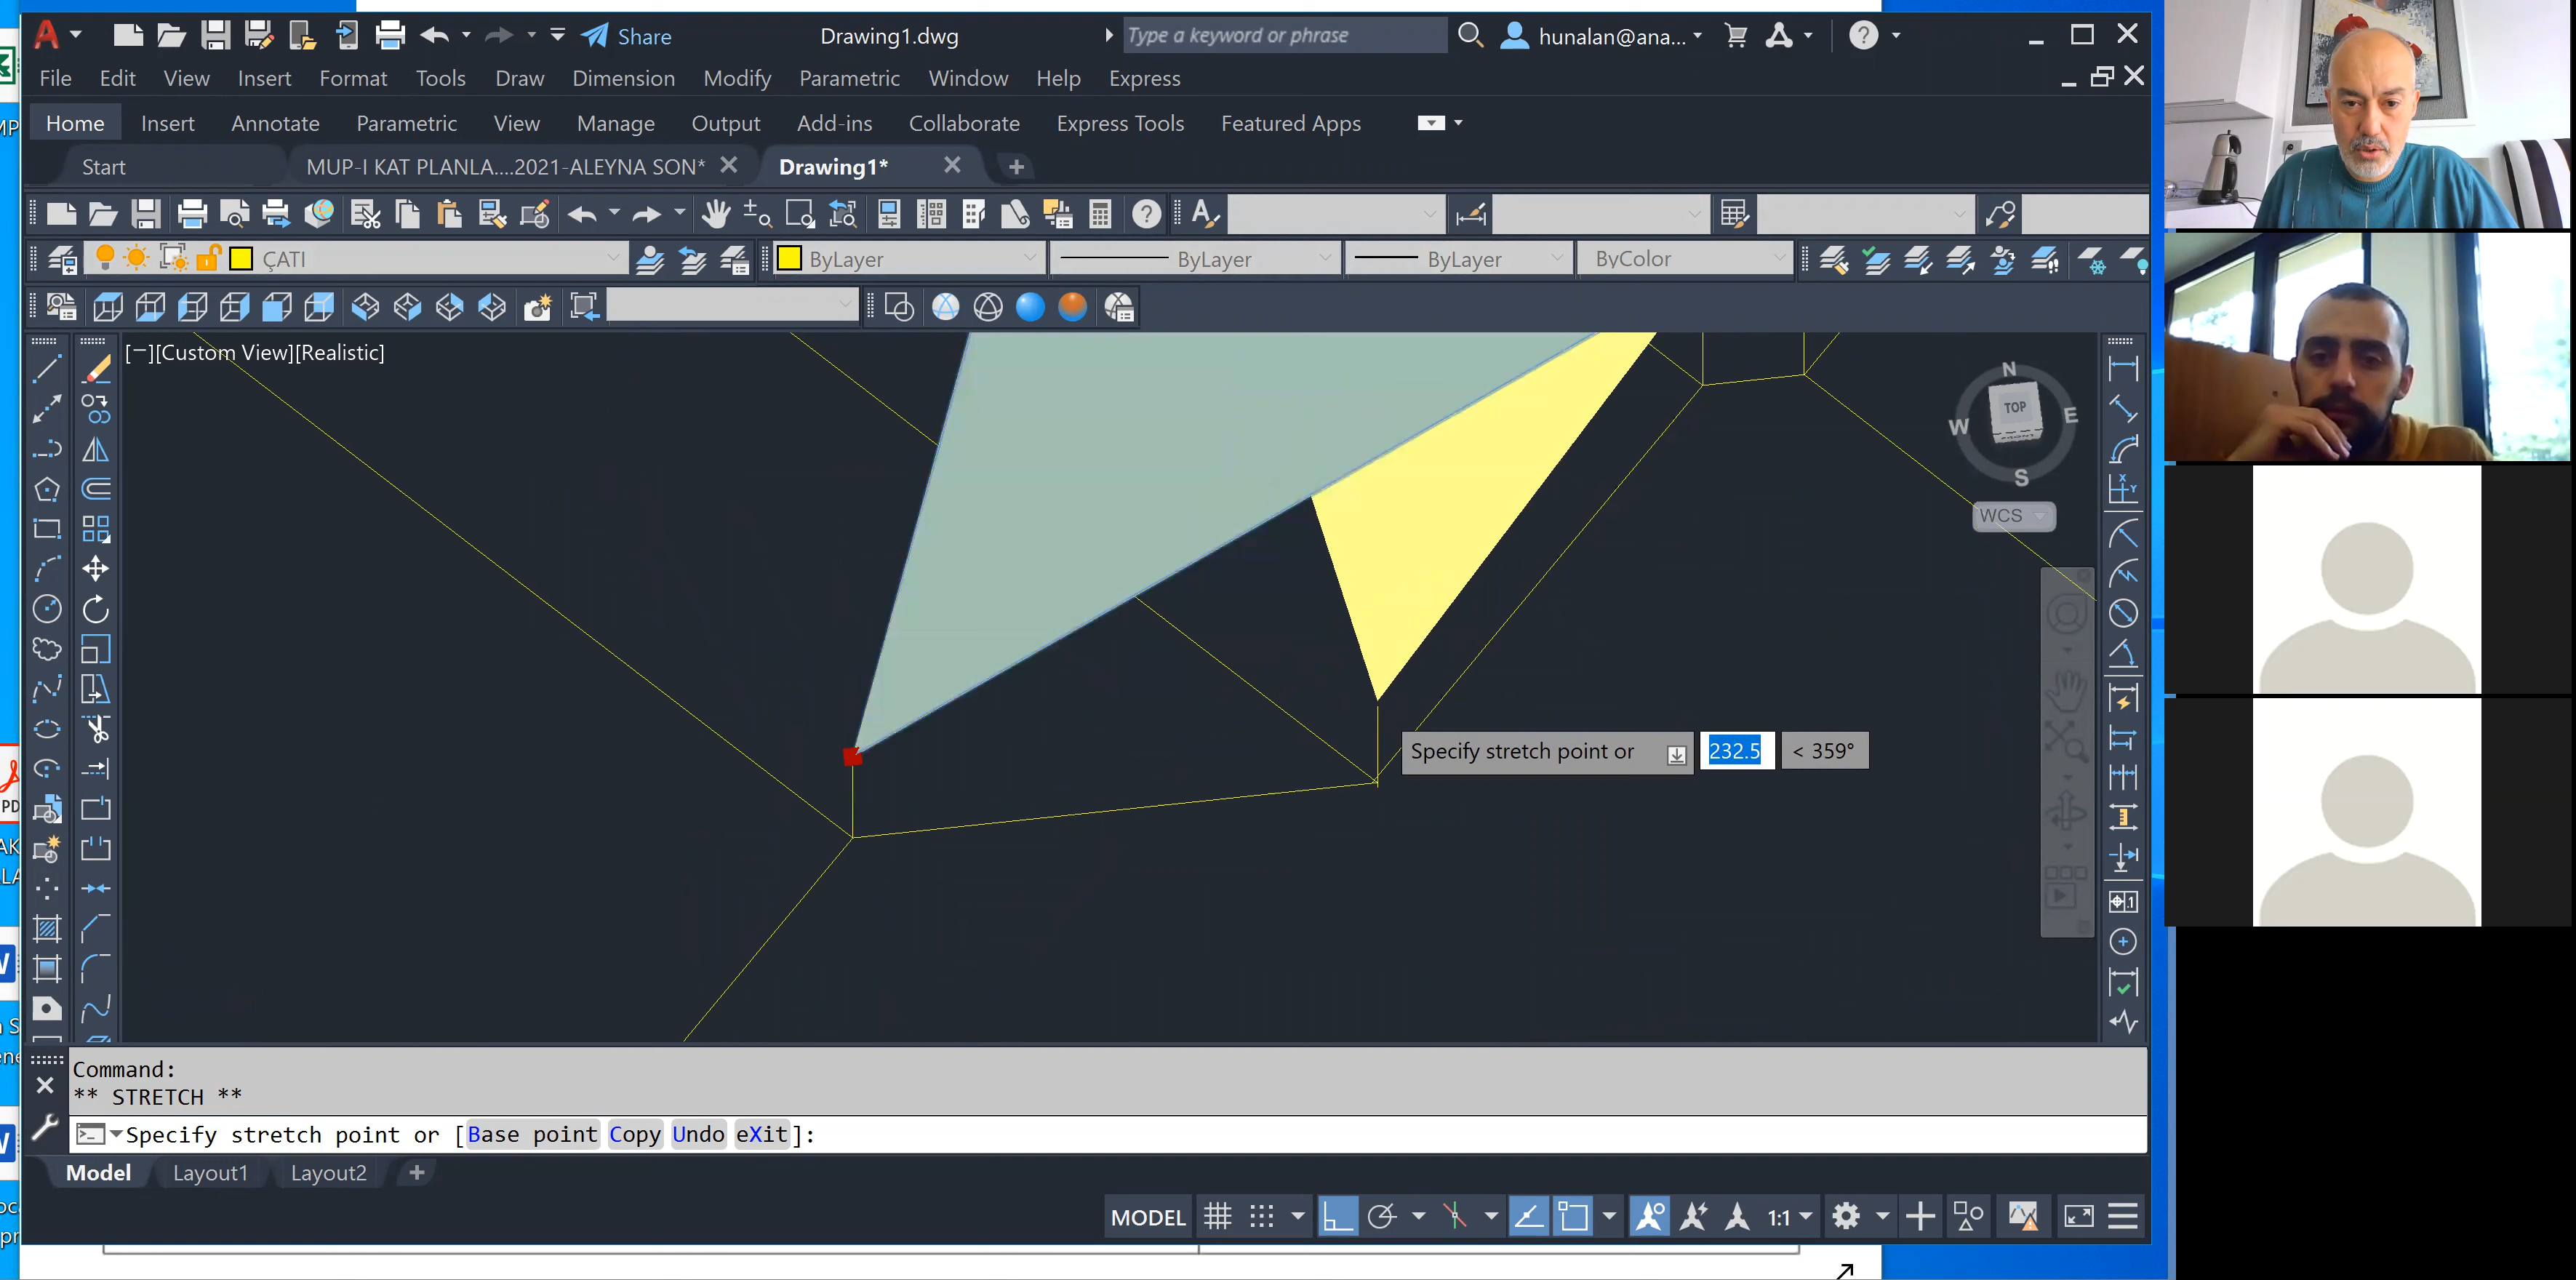 Share
Drawing1.dwg
Type a keyword or phrase
hunalan@ana...
File Edit View Insert Format Tools Draw Dimension Modify Parametric Window Help Express
Home Insert Annotate Parametric View Manage Output Add-ins Collaborate Express Tools Featured Apps
Start MUP-I KAT PLANLA....2021-ALEYNA SON* Drawing1*
ÇATI ByLayer ByLayer ByLayer ByColor
[−][Custom View][Realistic]
N
W TOP E
FRONT
S
WCS
Specify stretch point or 232.5 < 359°
Command:
** STRETCH **
Specify stretch point or [Base point Copy Undo eXit]:
Model Layout1 Layout2
MODEL 1:1